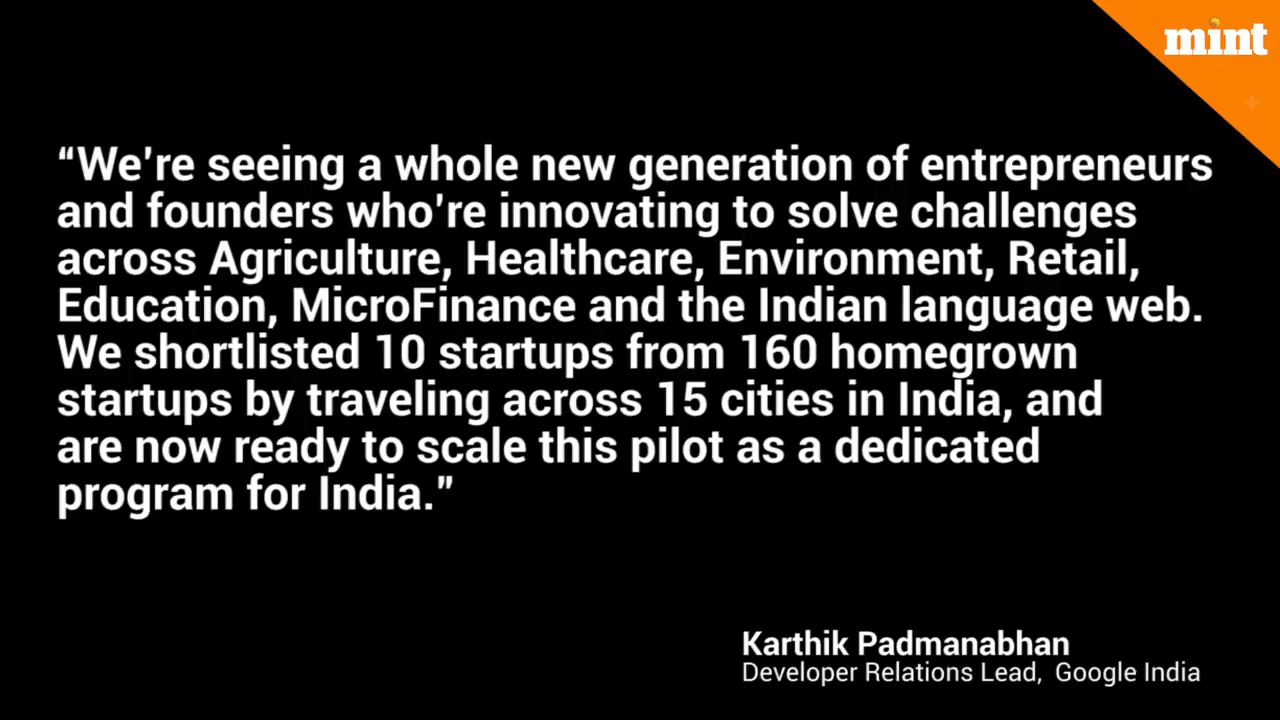 mint
“We’re seeing a whole new generation of entrepreneurs
and founders who’re innovating to solve challenges
across Agriculture, Healthcare, Environment, Retail,
Education, MicroFinance and the Indian language web.
We shortlisted 10 startups from 160 homegrown
startups by traveling across 15 cities in India, and
are now ready to scale this pilot as a dedicated
program for India.”
Karthik Padmanabhan
Developer Relations Lead, Google India